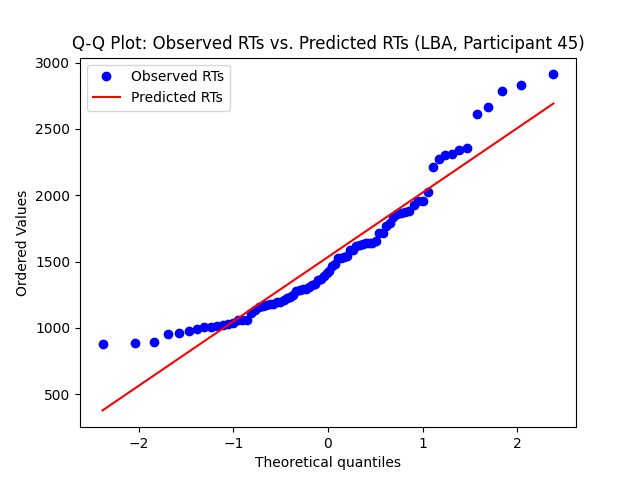 Q-Q Plot: Observed RTs vs. Predicted RTs (LBA, Participant 45)
Observed RTs
Predicted RTs
3000
2500
2000
1500
1000
500
Ordered Values
−2
−1
0
1
2
Theoretical quantiles